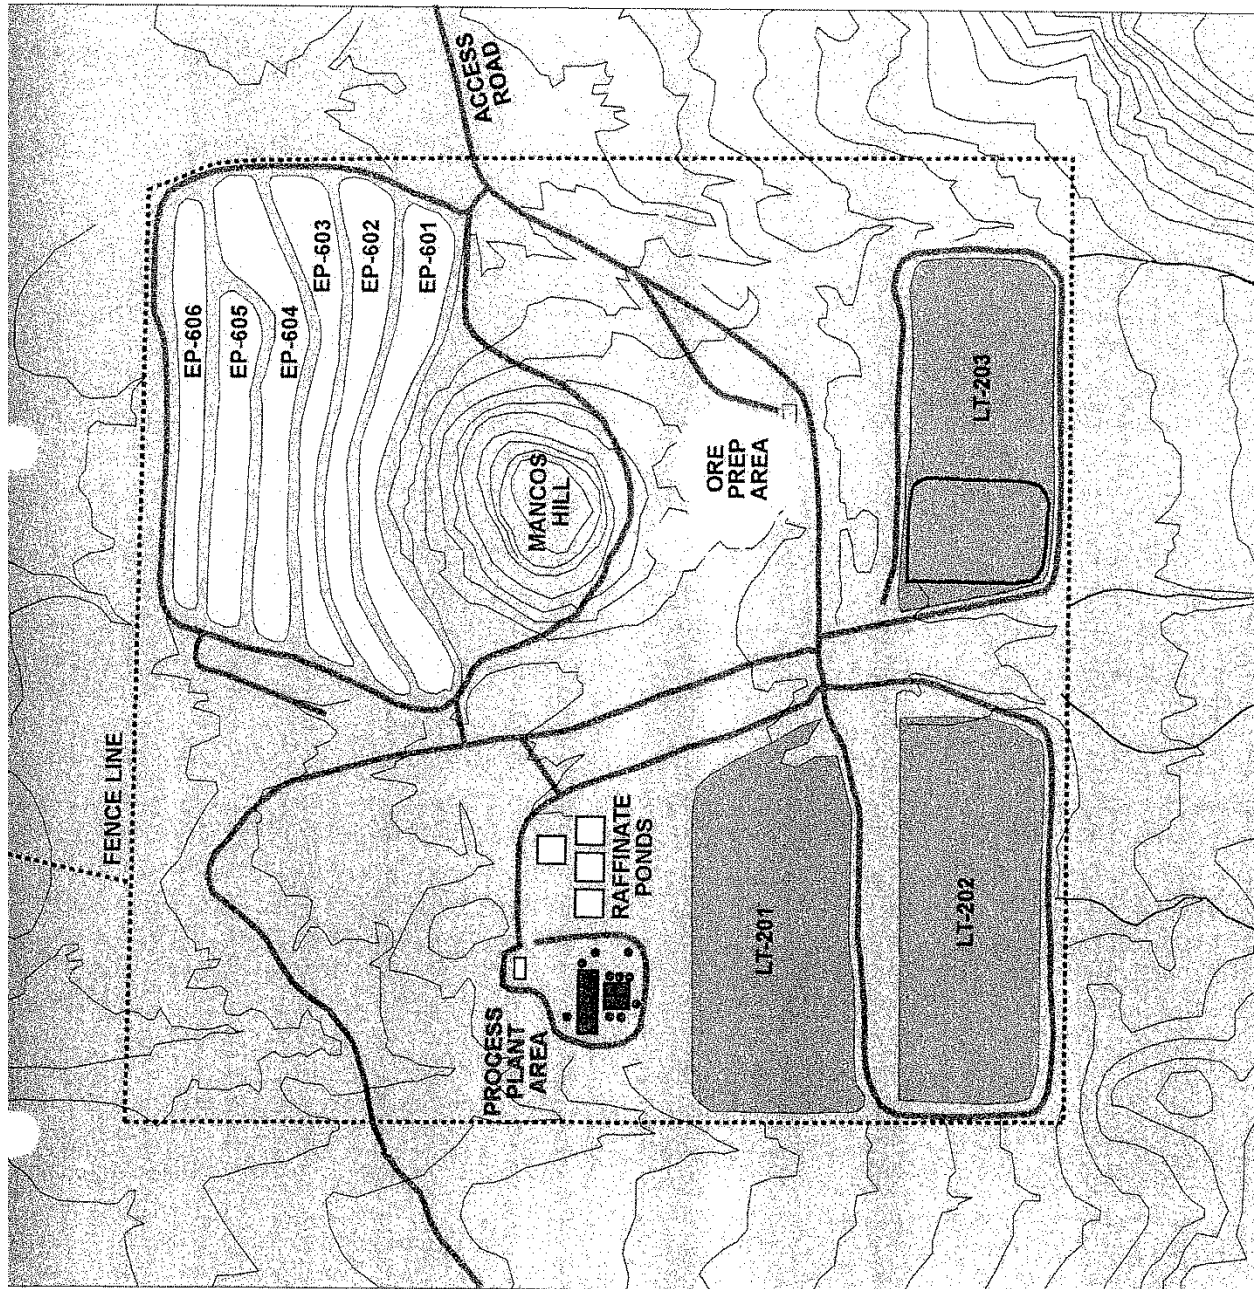 ACCESS
ROAD
EP-606
EP-605
EP-604
EP-603
EP-602
EP-601
FENCE LINE
MANCOS
HILL
ORE
PREP
AREA
LT-203
RAFFINATE
PONDS
PROCESS
PLANT
AREA
LT-201
LT-202